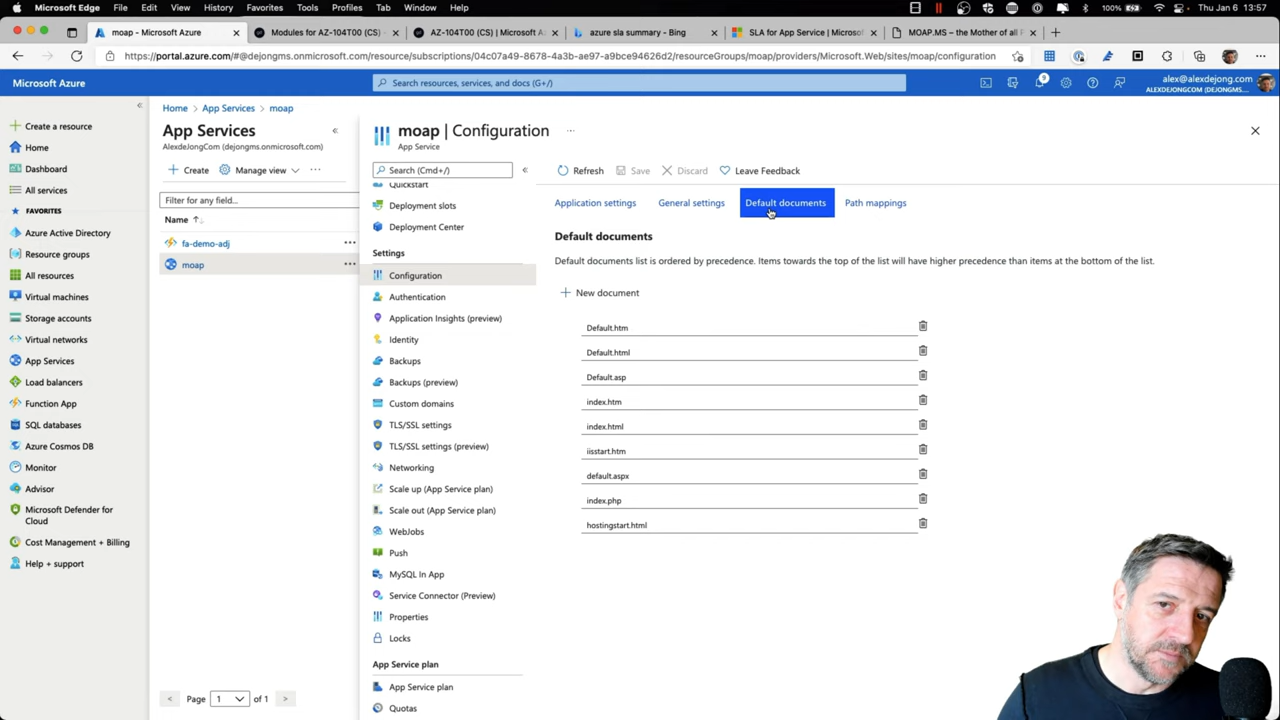 Microsoft Edge File Edit View History Favorites Tools Profiles Tab Window Help 100% Fri 14 Jan 13:57
moap - Microsoft Azure
Modules for AZ-104T00 (CS) -
AZ-104T00 (CS) | Microsoft A
azure sla summary - Bing
SLA for App Service | Microsof
MOAP.MS – the Mother of all
https://portal.azure.com/#@dejongms.onmicrosoft.com/resource/subscriptions/04c07a49-8678-4a3b-ae97-a9bce94626d2/resourceGroups/moap/providers/Microsoft.Web/sites/moap/configuration
Microsoft Azure
Search resources, services, and docs (G+/)
9
alex@alexdejong.com
ALEXDEJONGCOM (DEJONGMS....
Create a resource
Home
Dashboard
All services
FAVORITES
Azure Active Directory
Resource groups
All resources
Virtual machines
Storage accounts
Virtual networks
App Services
Load balancers
Function App
SQL databases
Azure Cosmos DB
Monitor
Advisor
Microsoft Defender for
Cloud
Cost Management + Billing
Help + support
Home > App Services > moap
App Services
AlexdeJongCom (dejongms.onmicrosoft.com)
+ Create Manage view ...
Filter for any field...
Name ↑
fa-demo-adj ...
moap ...
< Page 1 of 1 >
moap | Configuration ...
App Service
Search (Cmd+/)
«
Quickstart
Deployment slots
Deployment Center
Settings
Configuration
Authentication
Application Insights (preview)
Identity
Backups
Backups (preview)
Custom domains
TLS/SSL settings
TLS/SSL settings (preview)
Networking
Scale up (App Service plan)
Scale out (App Service plan)
WebJobs
Push
MySQL In App
Service Connector (Preview)
Properties
Locks
App Service plan
App Service plan
Quotas
Refresh Save Discard Leave Feedback
Application settings General settings Default documents Path mappings
Default documents
Default documents list is ordered by precedence. Items towards the top of the list will have higher precedence than items at the bottom of the list.
+ New document
Default.htm
Default.html
Default.asp
index.htm
index.html
iisstart.htm
default.aspx
index.php
hostingstart.html